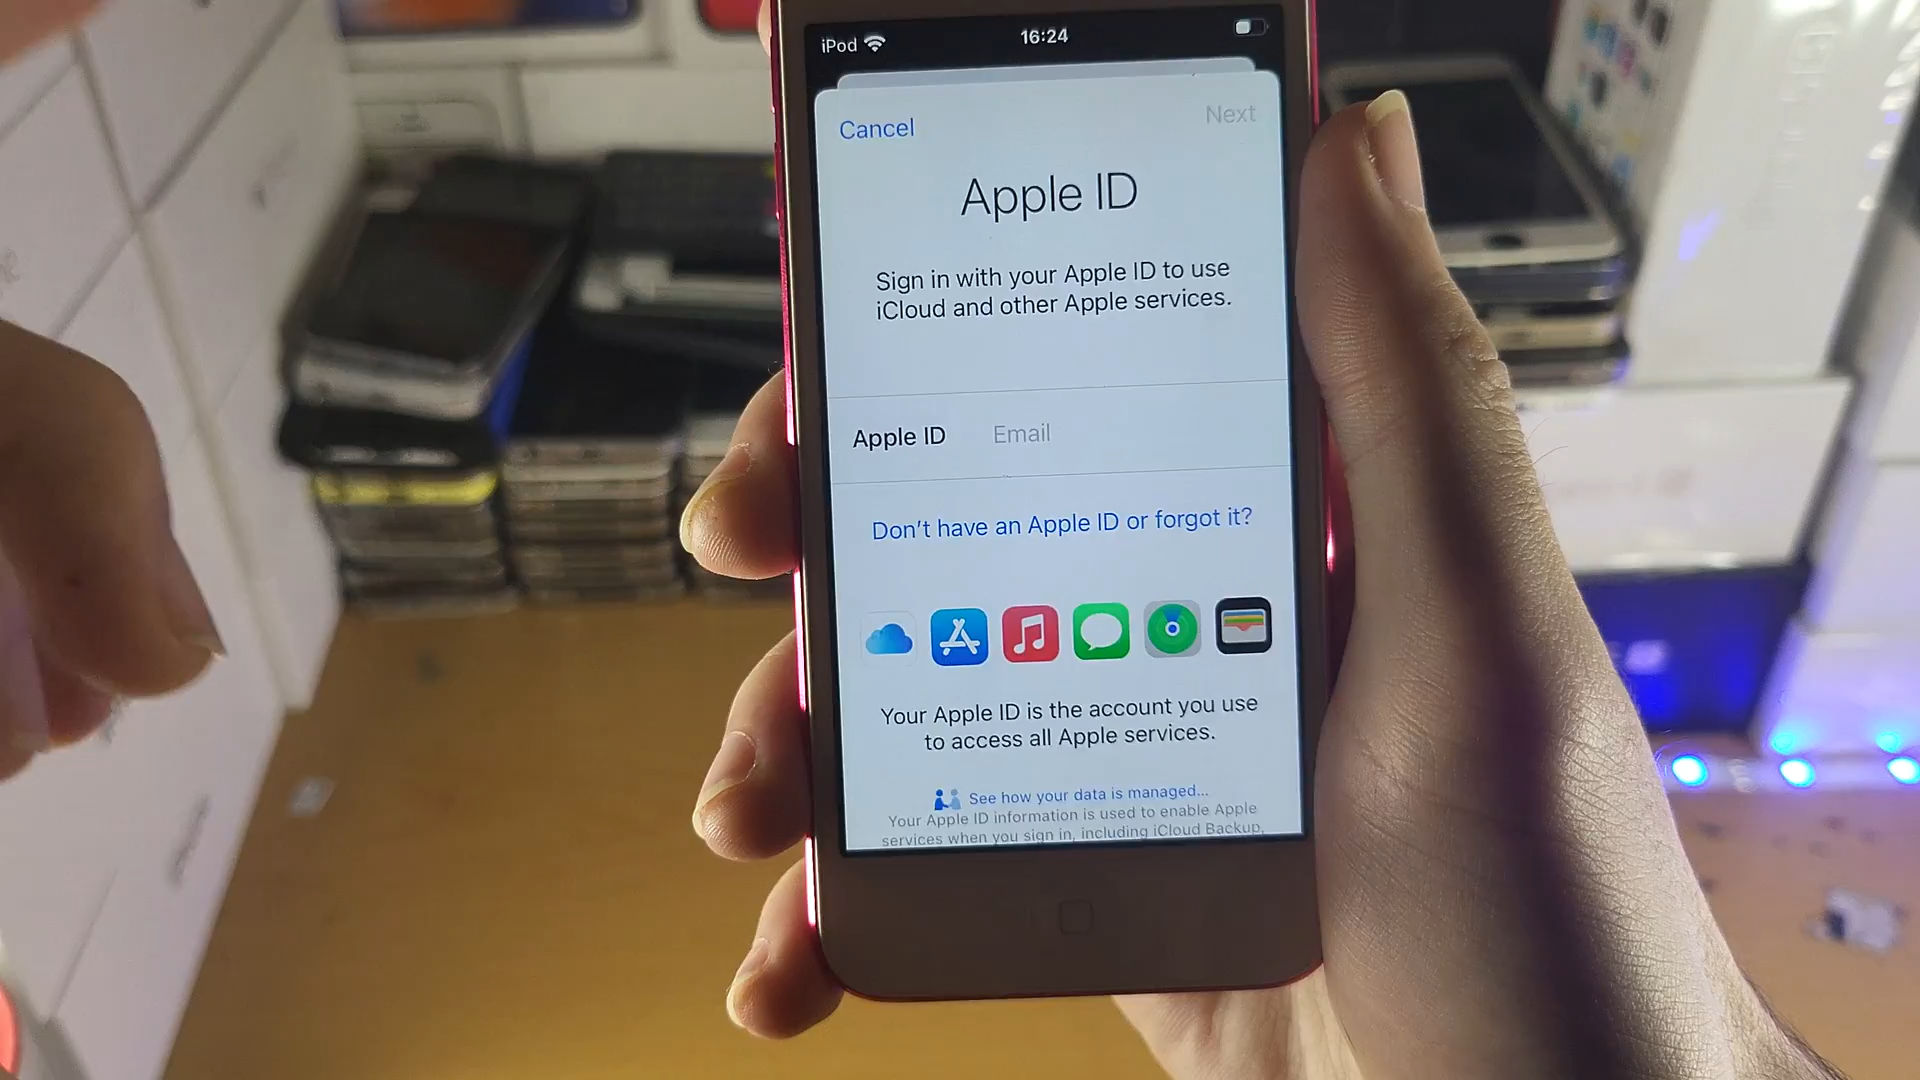 iPod
16:24
Cancel
Next
Apple ID
Sign in with your Apple ID to use
iCloud and other Apple services.
Apple ID
Email
Don't have an Apple ID or forgot it?
Your Apple ID is the account you use
to access all Apple services.
See how your data is managed...
Your Apple ID information is used to enable Apple
services when you sign in, including iCloud Backup,